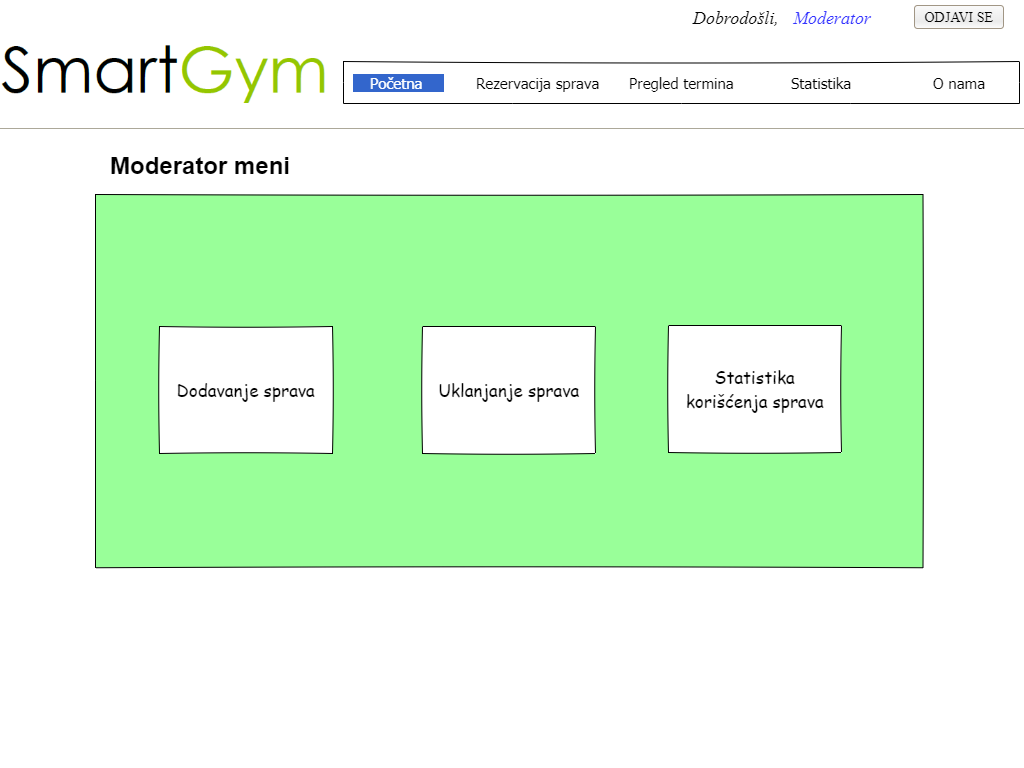 Dobrodošli, Moderator ODJAVI SE
SmartGym
Početna Rezervacija sprava Pregled termina Statistika O nama
Moderator meni
Dodavanje sprava
Uklanjanje sprava
Statistika
korišćenja sprava